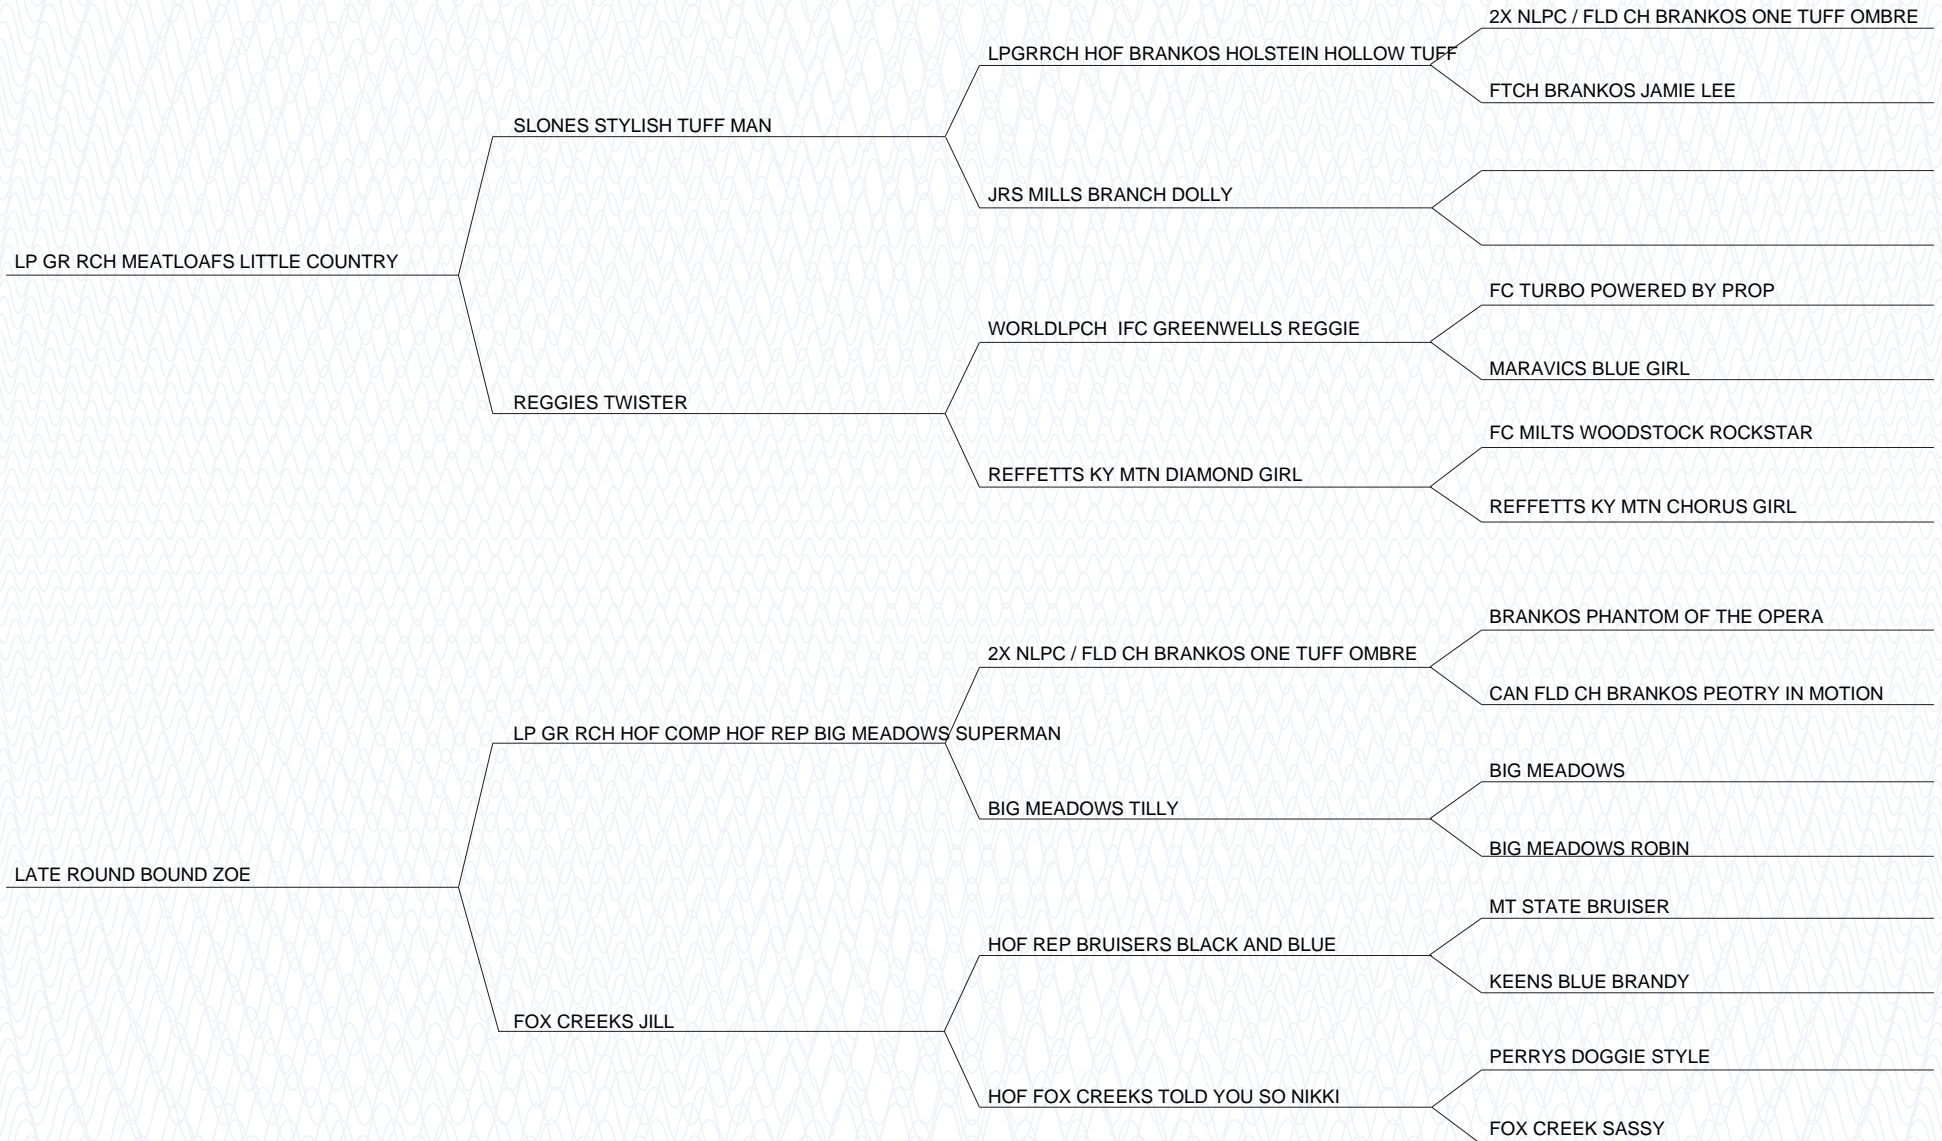 2X NLPC / FLD CH BRANKOS ONE TUFF OMBRE
LPGRRCH HOF BRANKOS HOLSTEIN HOLLOW TUFF
FTCH BRANKOS JAMIE LEE
SLONES STYLISH TUFF MAN
JRS MILLS BRANCH DOLLY
LP GR RCH MEATLOAFS LITTLE COUNTRY
FC TURBO POWERED BY PROP
WORLDLPCH  IFC GREENWELLS REGGIE
MARAVICS BLUE GIRL
REGGIES TWISTER
FC MILTS WOODSTOCK ROCKSTAR
REFFETTS KY MTN DIAMOND GIRL
REFFETTS KY MTN CHORUS GIRL
BRANKOS PHANTOM OF THE OPERA
2X NLPC / FLD CH BRANKOS ONE TUFF OMBRE
CAN FLD CH BRANKOS PEOTRY IN MOTION
LP GR RCH HOF COMP HOF REP BIG MEADOWS SUPERMAN
BIG MEADOWS
BIG MEADOWS TILLY
BIG MEADOWS ROBIN
LATE ROUND BOUND ZOE
MT STATE BRUISER
HOF REP BRUISERS BLACK AND BLUE
KEENS BLUE BRANDY
FOX CREEKS JILL
PERRYS DOGGIE STYLE
HOF FOX CREEKS TOLD YOU SO NIKKI
FOX CREEK SASSY